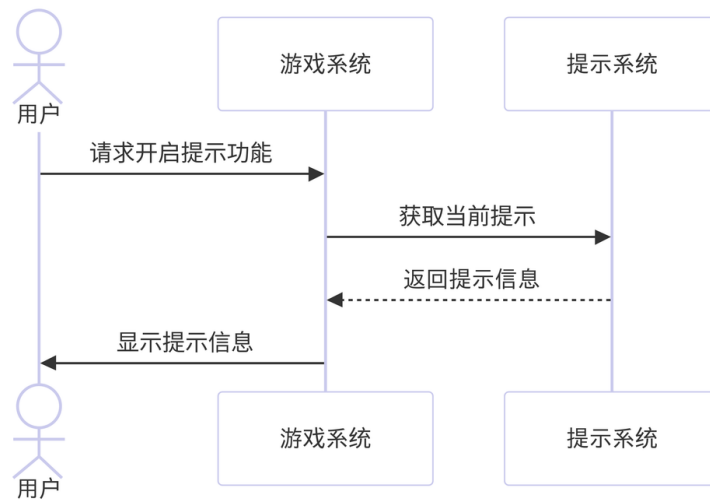 游戏系统
提示系统
用户
请求开启提示功能
获取当前提示
返回提示信息
显示提示信息
游戏系统
提示系统
用户